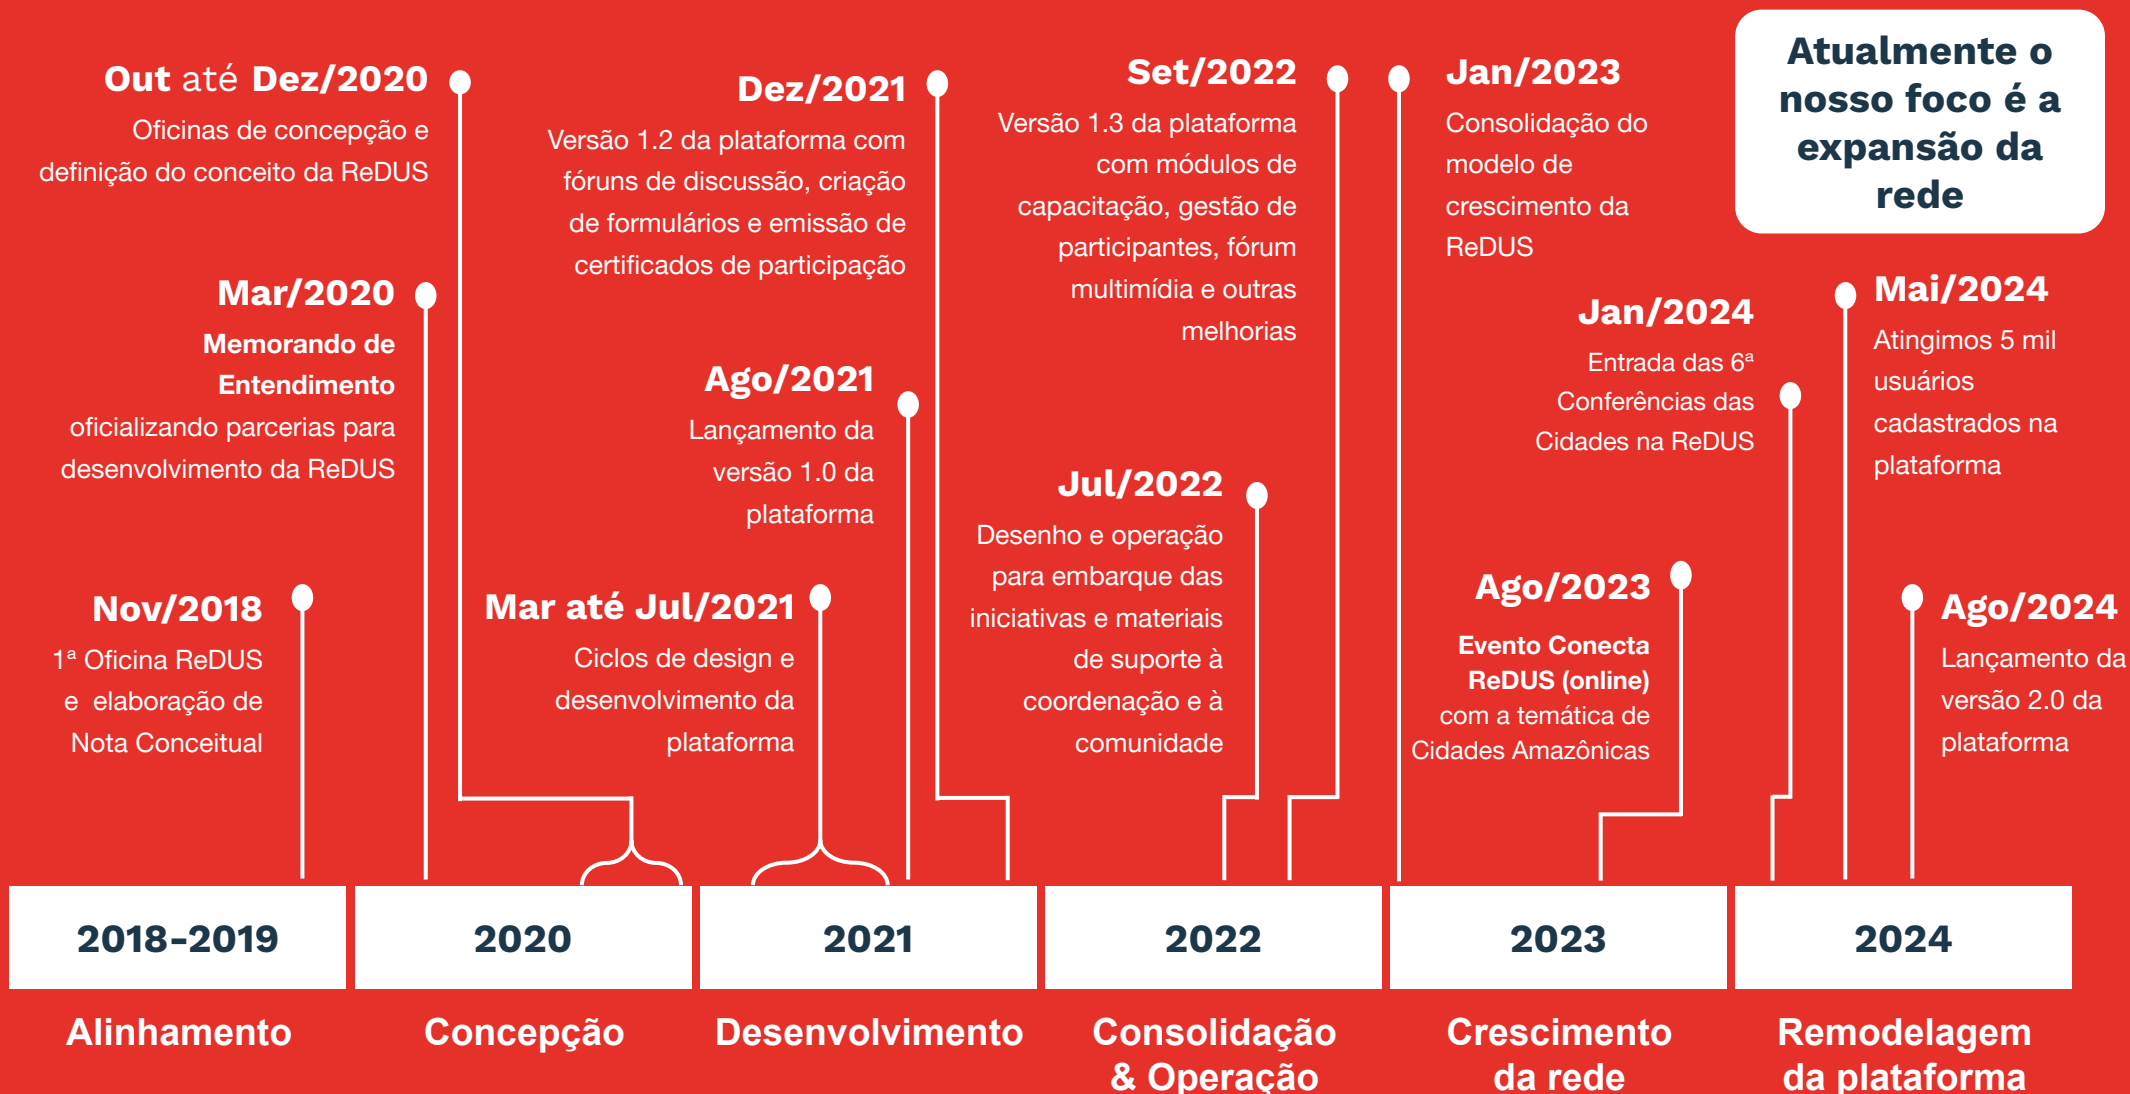 Out até Dez/2020
Oficinas de concepção e
definição do conceito da ReDUS
Mar/2020
Memorando de
Entendimento
oficializando parcerias para
desenvolvimento da ReDUS
Nov/2018
1ª Oficina ReDUS
e elaboração de
Nota Conceitual
Dez/2021
Versão 1.2 da plataforma com
fóruns de discussão, criação
de formulários e emissão de
certificados de participação
Ago/2021
Lançamento da
versão 1.0 da
plataforma
Mar até Jul/2021
Ciclos de design e
desenvolvimento da
plataforma
Set/2022
Versão 1.3 da plataforma
com módulos de
capacitação, gestão de
participantes, fórum
multimídia e outras
melhorias
Jul/2022
Desenho e operação
para embarque das
iniciativas e materiais
de suporte à
coordenação e à
comunidade
Jan/2023
Consolidação do
modelo de
crescimento da
ReDUS
Ago/2023
Evento Conecta
ReDUS (online)
com a temática de
Cidades Amazônicas
Jan/2024
Entrada das 6ª
Conferências das
Cidades na ReDUS
Atualmente o
nosso foco é a
expansão da
rede
Mai/2024
Atingimos 5 mil
usuários
cadastrados na
plataforma
Ago/2024
Lançamento da
versão 2.0 da
plataforma
2018-2019
2020
2021
2022
2023
2024
Alinhamento
Concepção
Desenvolvimento
Consolidação
& Operação
Crescimento
da rede
Remodelagem
da plataforma